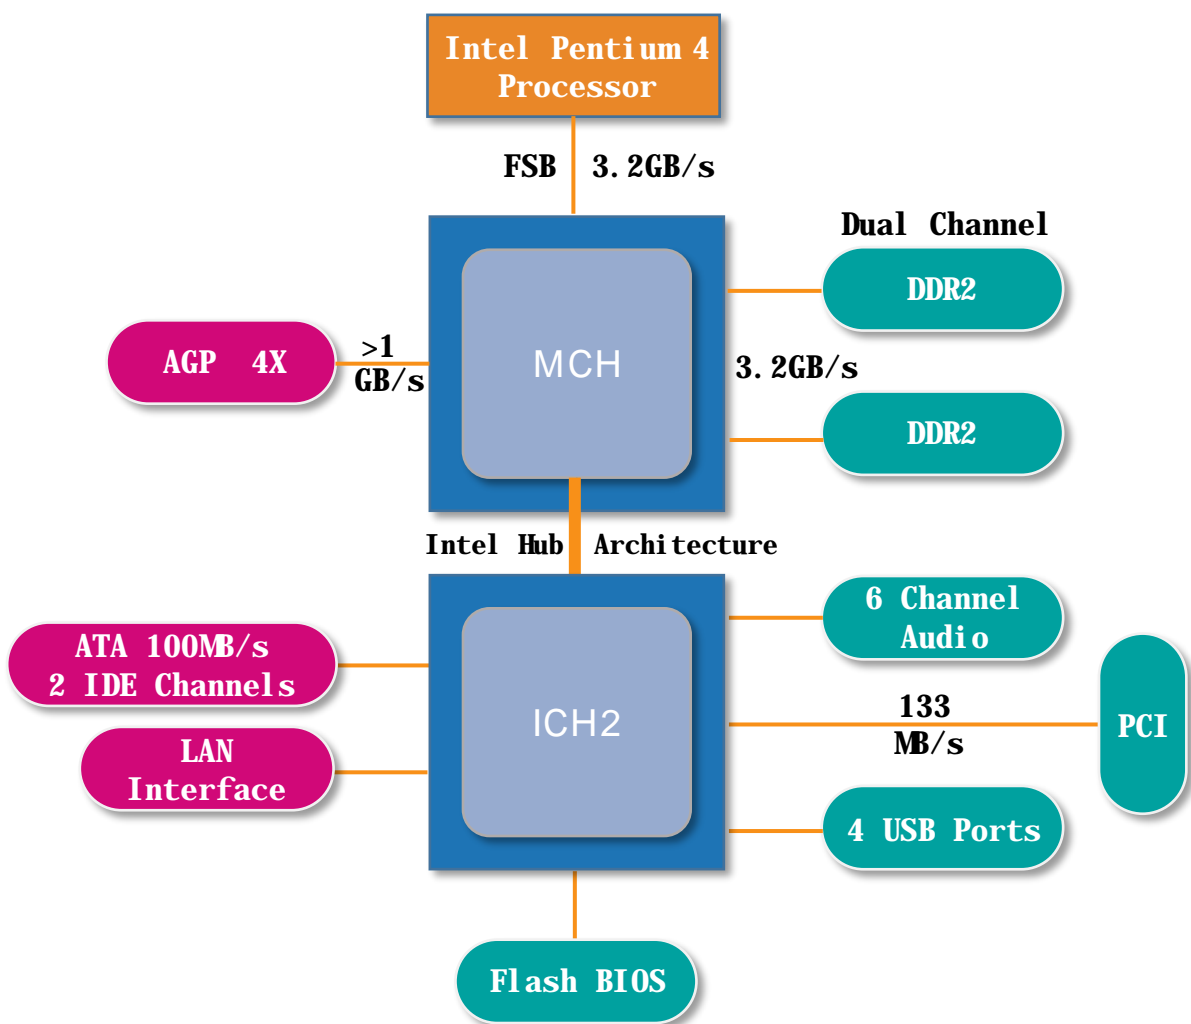 Intel Pentium 4
Processor
FSB 3.2GB/s
Dual Channel
DDR2
AGP 4X
>1
GB/s
MCH
3.2GB/s
DDR2
Intel Hub Architecture
6 Channel
Audio
ATA 100MB/s
2 IDE Channels
ICH2
133
MB/s
PCI
LAN
Interface
4 USB Ports
Flash BIOS